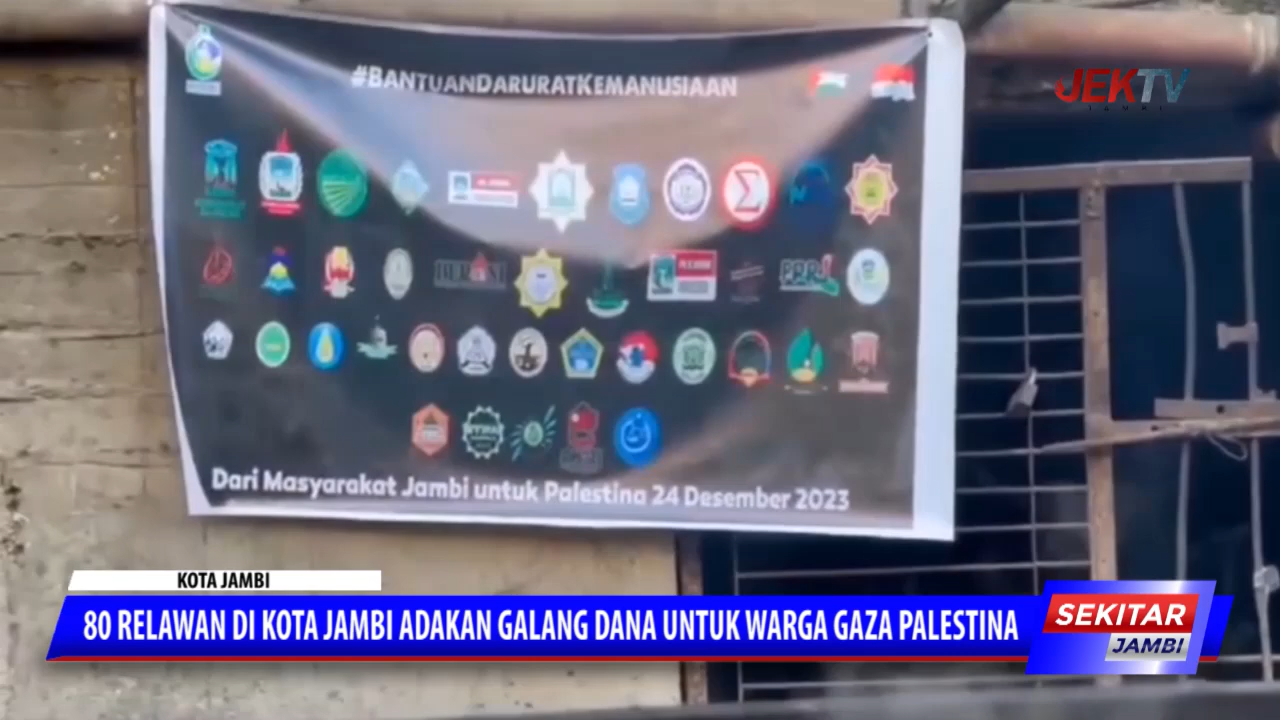 #BANTUANDARURATKEMANUSIAAN
JEKTV
JAMBI
Σ
Dari Masyarakat Jambi untuk Palestina 24 Desember 2023
KOTA JAMBI
80 RELAWAN DI KOTA JAMBI ADAKAN GALANG DANA UNTUK WARGA GAZA PALESTINA
SEKITAR
JAMBI